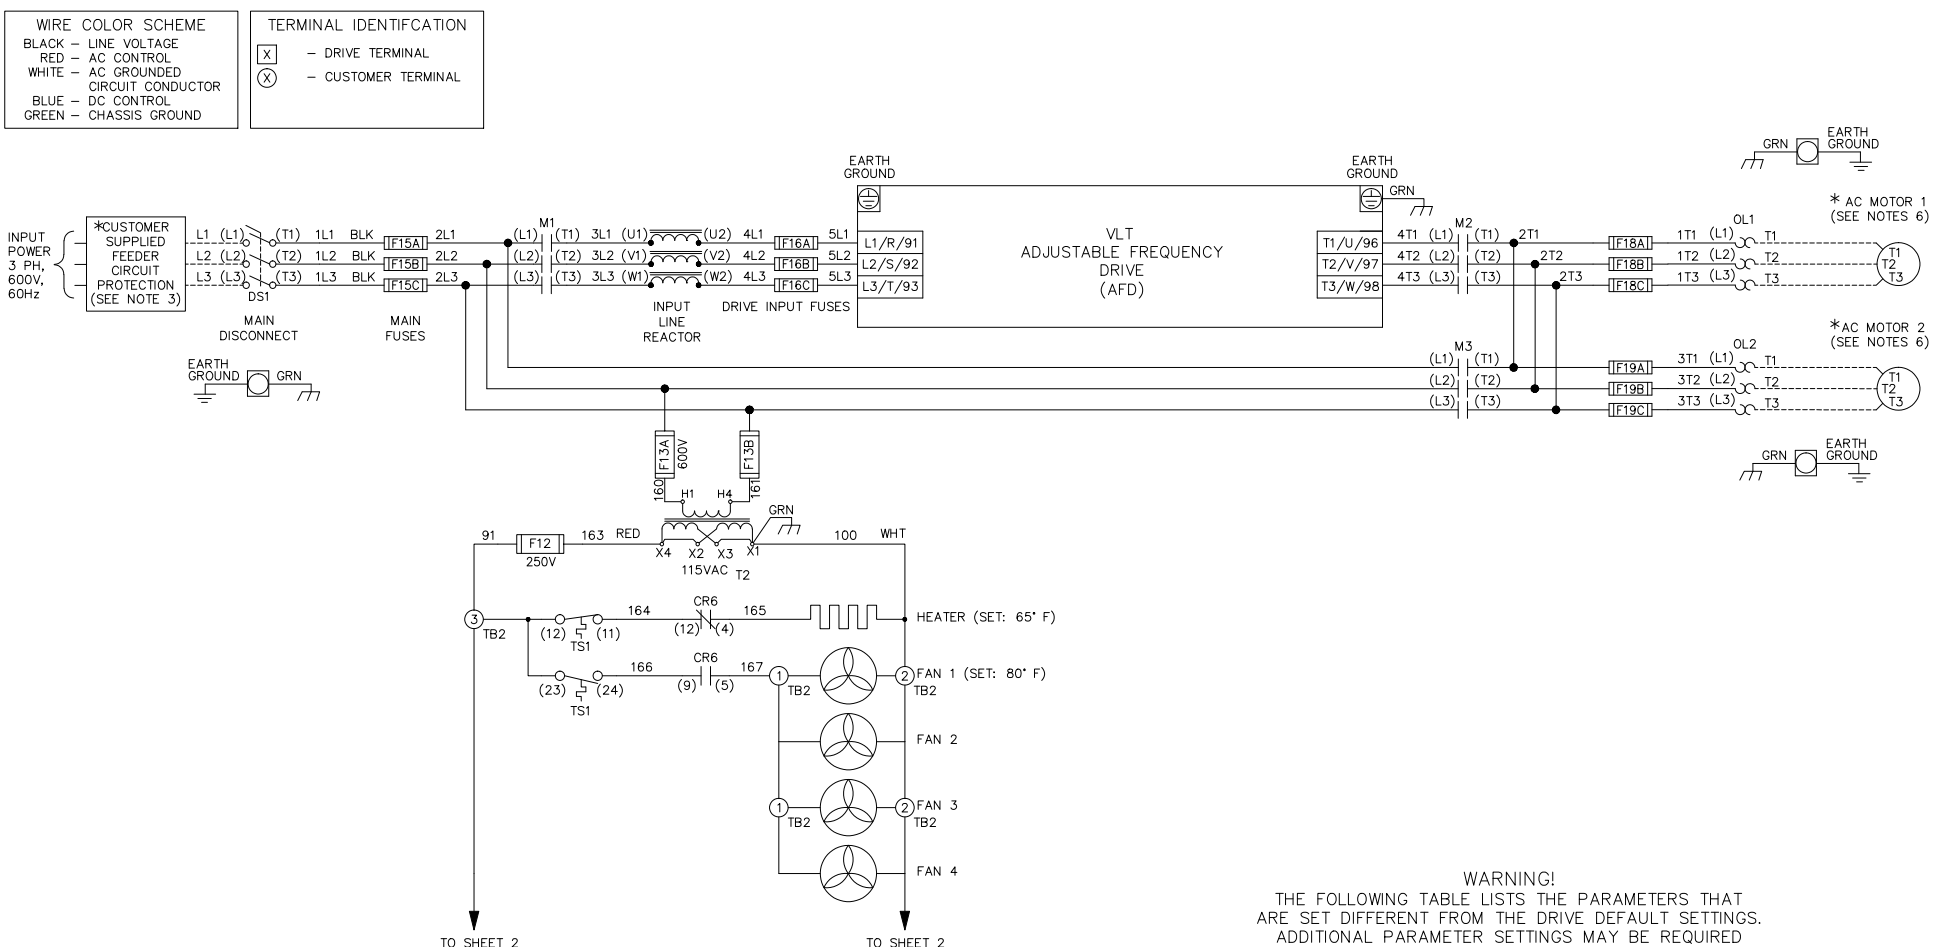 WIRE COLOR SCHEME
BLACK – LINE VOLTAGE
RED – AC CONTROL
WHITE – AC GROUNDED
CIRCUIT CONDUCTOR
BLUE – DC CONTROL
GREEN – CHASSIS GROUND
TERMINAL IDENTIFCATION
X – DRIVE TERMINAL
X – CUSTOMER TERMINAL
INPUT
POWER
3 PH,
600V,
60Hz
*CUSTOMER
SUPPLIED
FEEDER
CIRCUIT
PROTECTION
(SEE NOTE 3)
L1 (L1) (T1) 1L1 BLK F15A 2L1 (L1) M1 (T1) 3L1 (U1) (U2) 4L1 F16A 5L1 L1/R/91
L2 (L2) (T2) 1L2 BLK F15B 2L2 (L2) (T2) 3L2 (V1) (V2) 4L2 F16B 5L2 L2/S/92
L3 (L3) (T3) 1L3 BLK F15C 2L3 (L3) (T3) 3L3 (W1) (W2) 4L3 F16C 5L3 L3/T/93
DS1
MAIN
DISCONNECT
MAIN
FUSES
INPUT
LINE
REACTOR
DRIVE INPUT FUSES
EARTH
GROUND
GRN
EARTH
GROUND
VLT
ADJUSTABLE FREQUENCY
DRIVE
(AFD)
EARTH
GROUND
GRN
T1/U/96 4T1 (L1) M2 (T1) 2T1 F18A 1T1 (L1) OL1 T1
T2/V/97 4T2 (L2) (T2) 2T2 F18B 1T2 (L2) T2
T3/W/98 4T3 (L3) (T3) 2T3 F18C 1T3 (L3) T3
GRN
EARTH
GROUND
* AC MOTOR 1
(SEE NOTES 6)
T1
T2
T3
*AC MOTOR 2
(SEE NOTES 6)
(L1) M3 (T1) F19A 3T1 (L1) OL2 T1
(L2) (T2) F19B 3T2 (L2) T2
(L3) (T3) F19C 3T3 (L3) T3
T1
T2
T3
GRN
EARTH
GROUND
F13A
600V
F13B
160
161
H1 H4
GRN
91 F12 163 RED
250V
X4 X2 X3 X1
100 WHT
115VAC T2
3 TB2
(12) (11)
TS1
164
CR6
(12) (4)
165
HEATER (SET: 65° F)
(23) (24)
TS1
166
CR6
(9) (5)
167
1 TB2
2 TB2
FAN 1 (SET: 80° F)
FAN 2
1 TB2
2 TB2
FAN 3
FAN 4
TO SHEET 2
TO SHEET 2
WARNING!
THE FOLLOWING TABLE LISTS THE PARAMETERS THAT
ARE SET DIFFERENT FROM THE DRIVE DEFAULT SETTINGS.
ADDITIONAL PARAMETER SETTINGS MAY BE REQUIRED